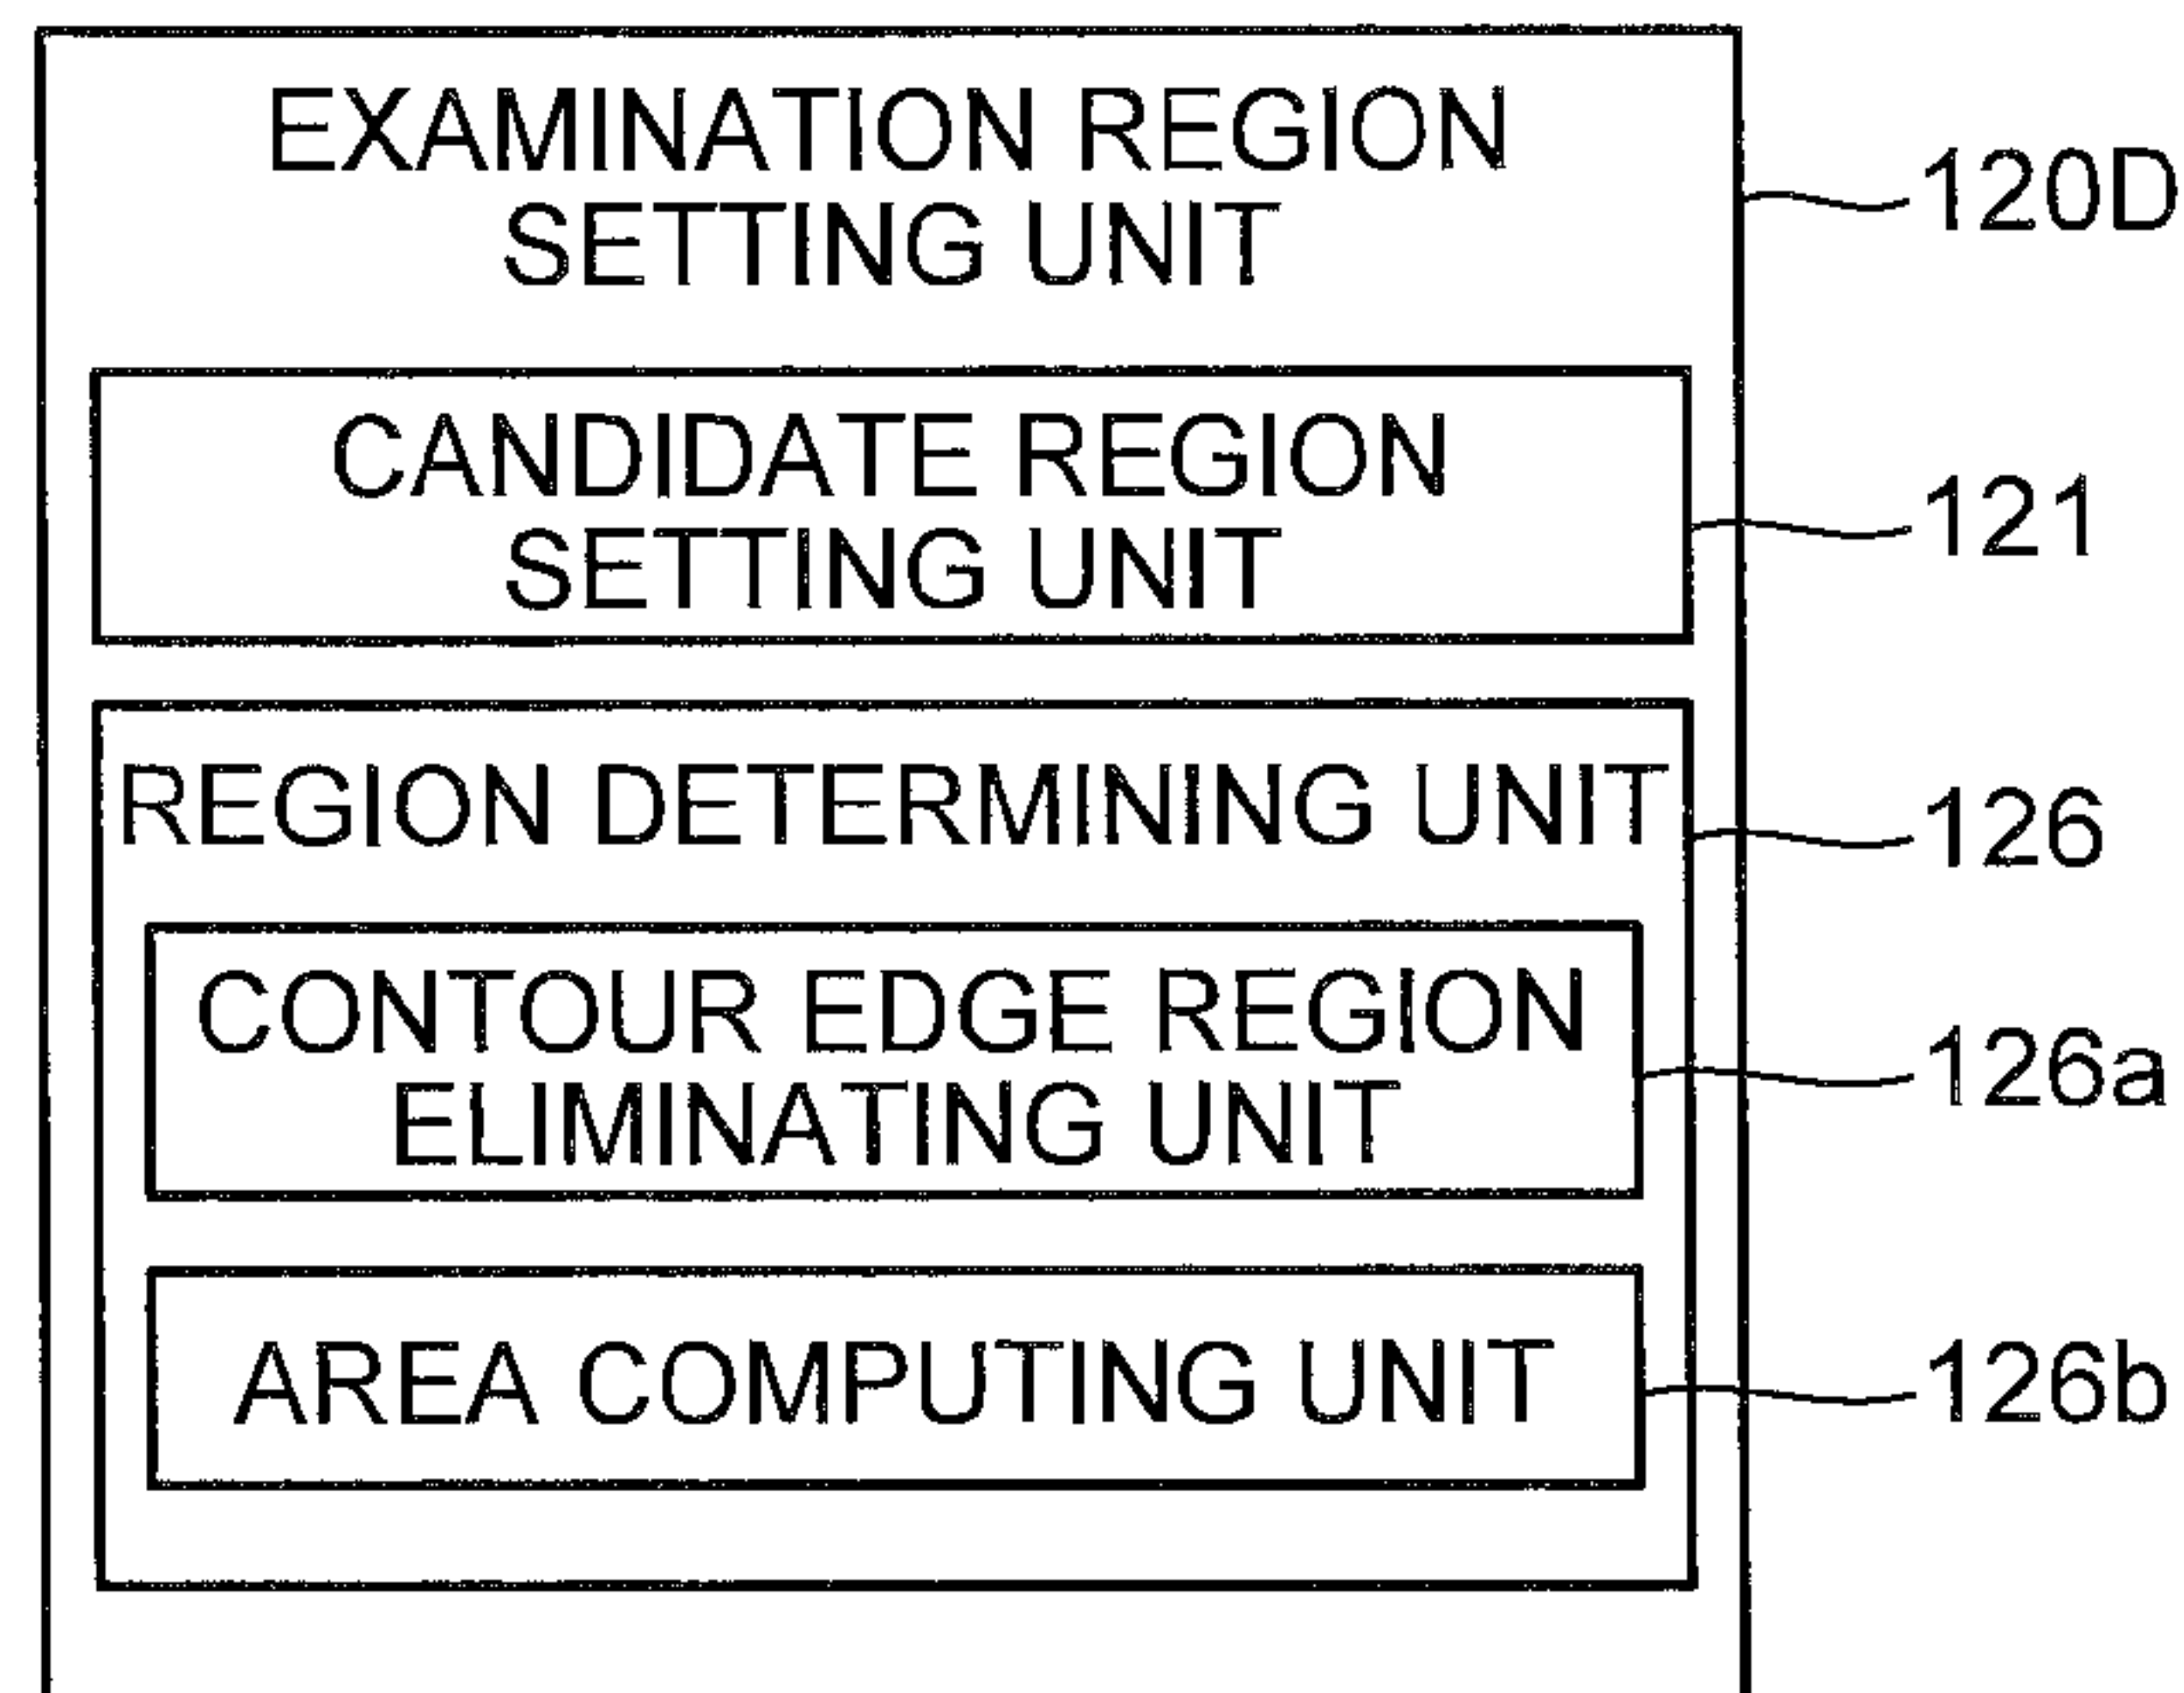 EXAMINATION REGION
SETTING UNIT
120D
CANDIDATE REGION
SETTING UNIT
121
REGION DETERMINING UNIT
126
CONTOUR EDGE REGION
ELIMINATING UNIT
126a
AREA COMPUTING UNIT
126b